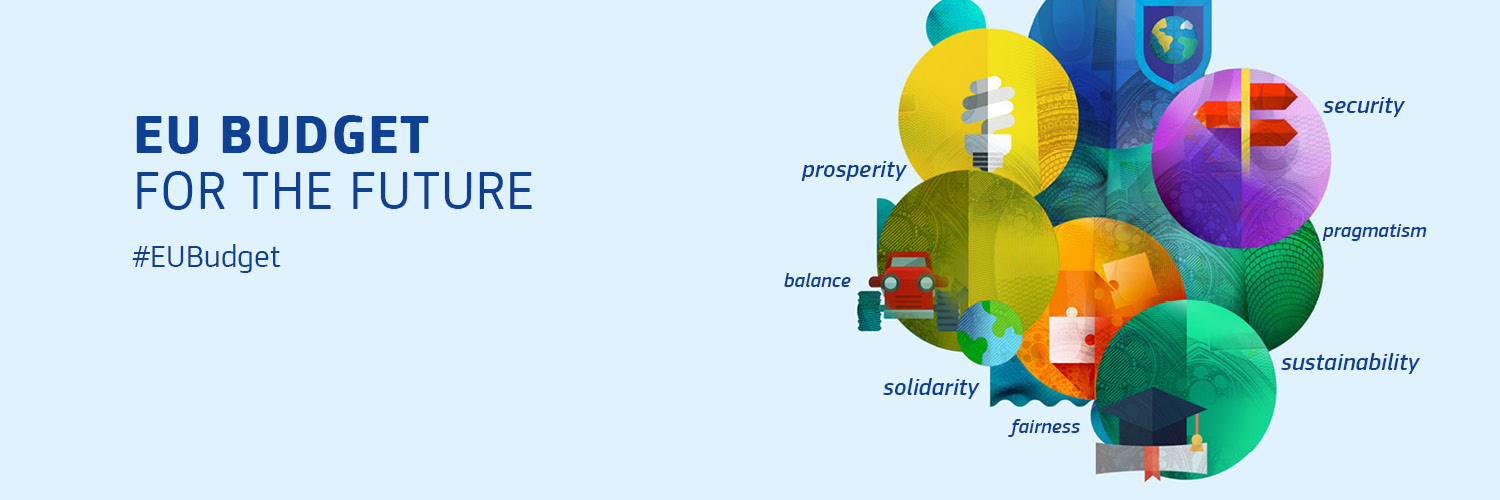 EU BUDGET
FOR THE FUTURE
#EUBudget
security
prosperity
pragmatism
balance
sustainability
solidarity
fairness